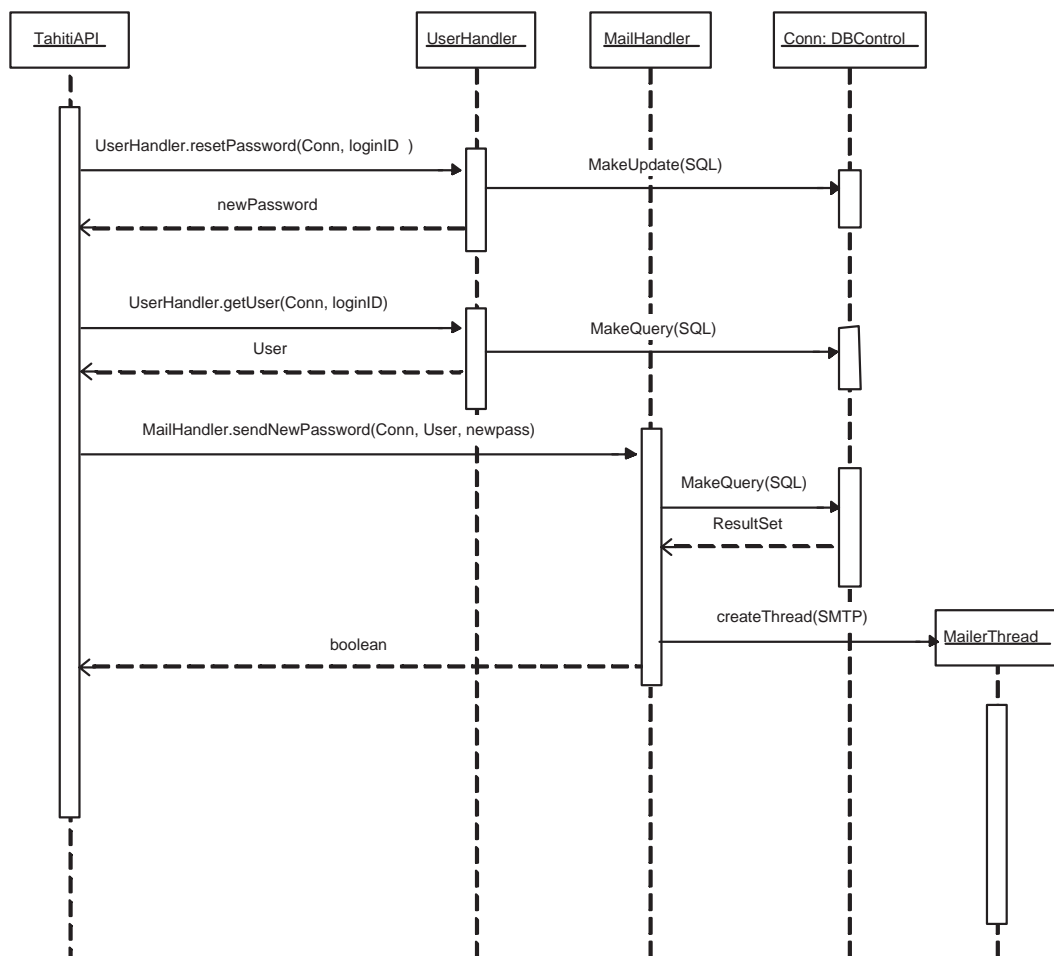 TahitiAPI
UserHandler
MailHandler
Conn: DBControl
UserHandler.resetPassword(Conn, loginID )
MakeUpdate(SQL)
newPassword
UserHandler.getUser(Conn, loginID)
MakeQuery(SQL)
User
MailHandler.sendNewPassword(Conn, User, newpass)
MakeQuery(SQL)
ResultSet
createThread(SMTP)
MailerThread
boolean